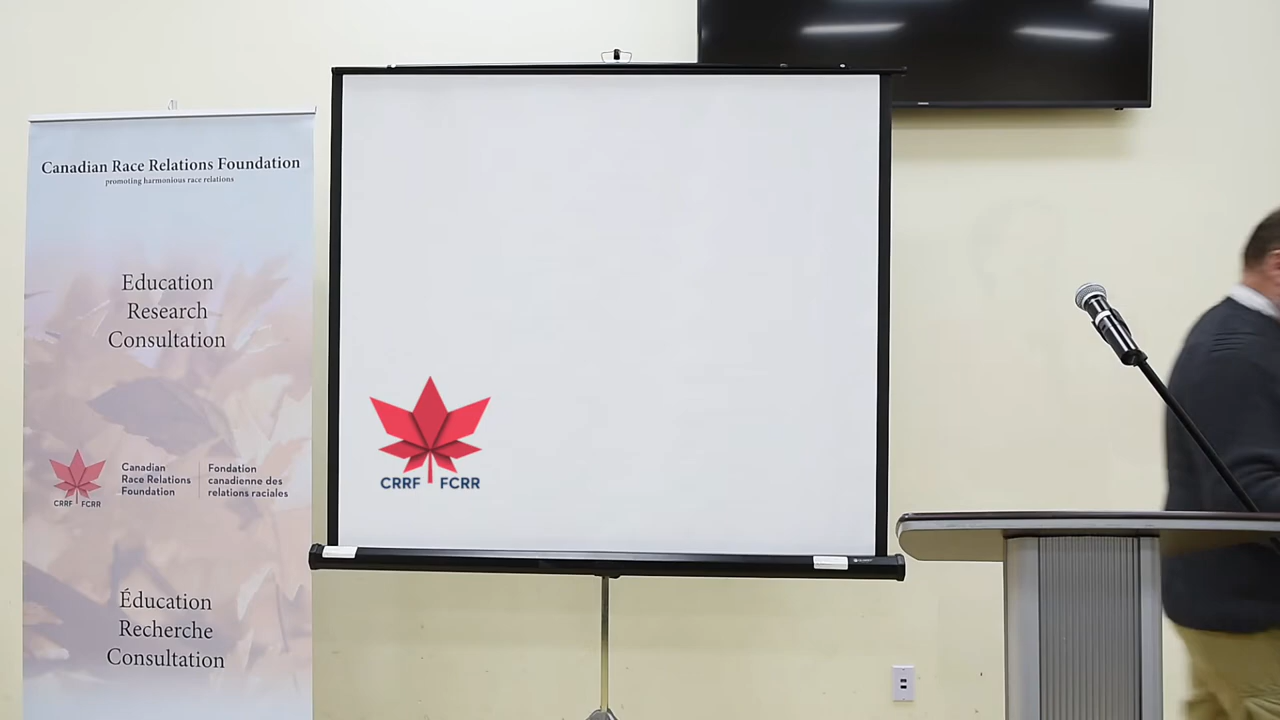 Canadian Race Relations Foundation
promoting harmonious race relations
Education
Research
Consultation
CRRF FCRR
Canadian
Race Relations
Foundation
Fondation
canadienne des
relations raciales
Éducation
Recherche
Consultation
CRRF FCRR